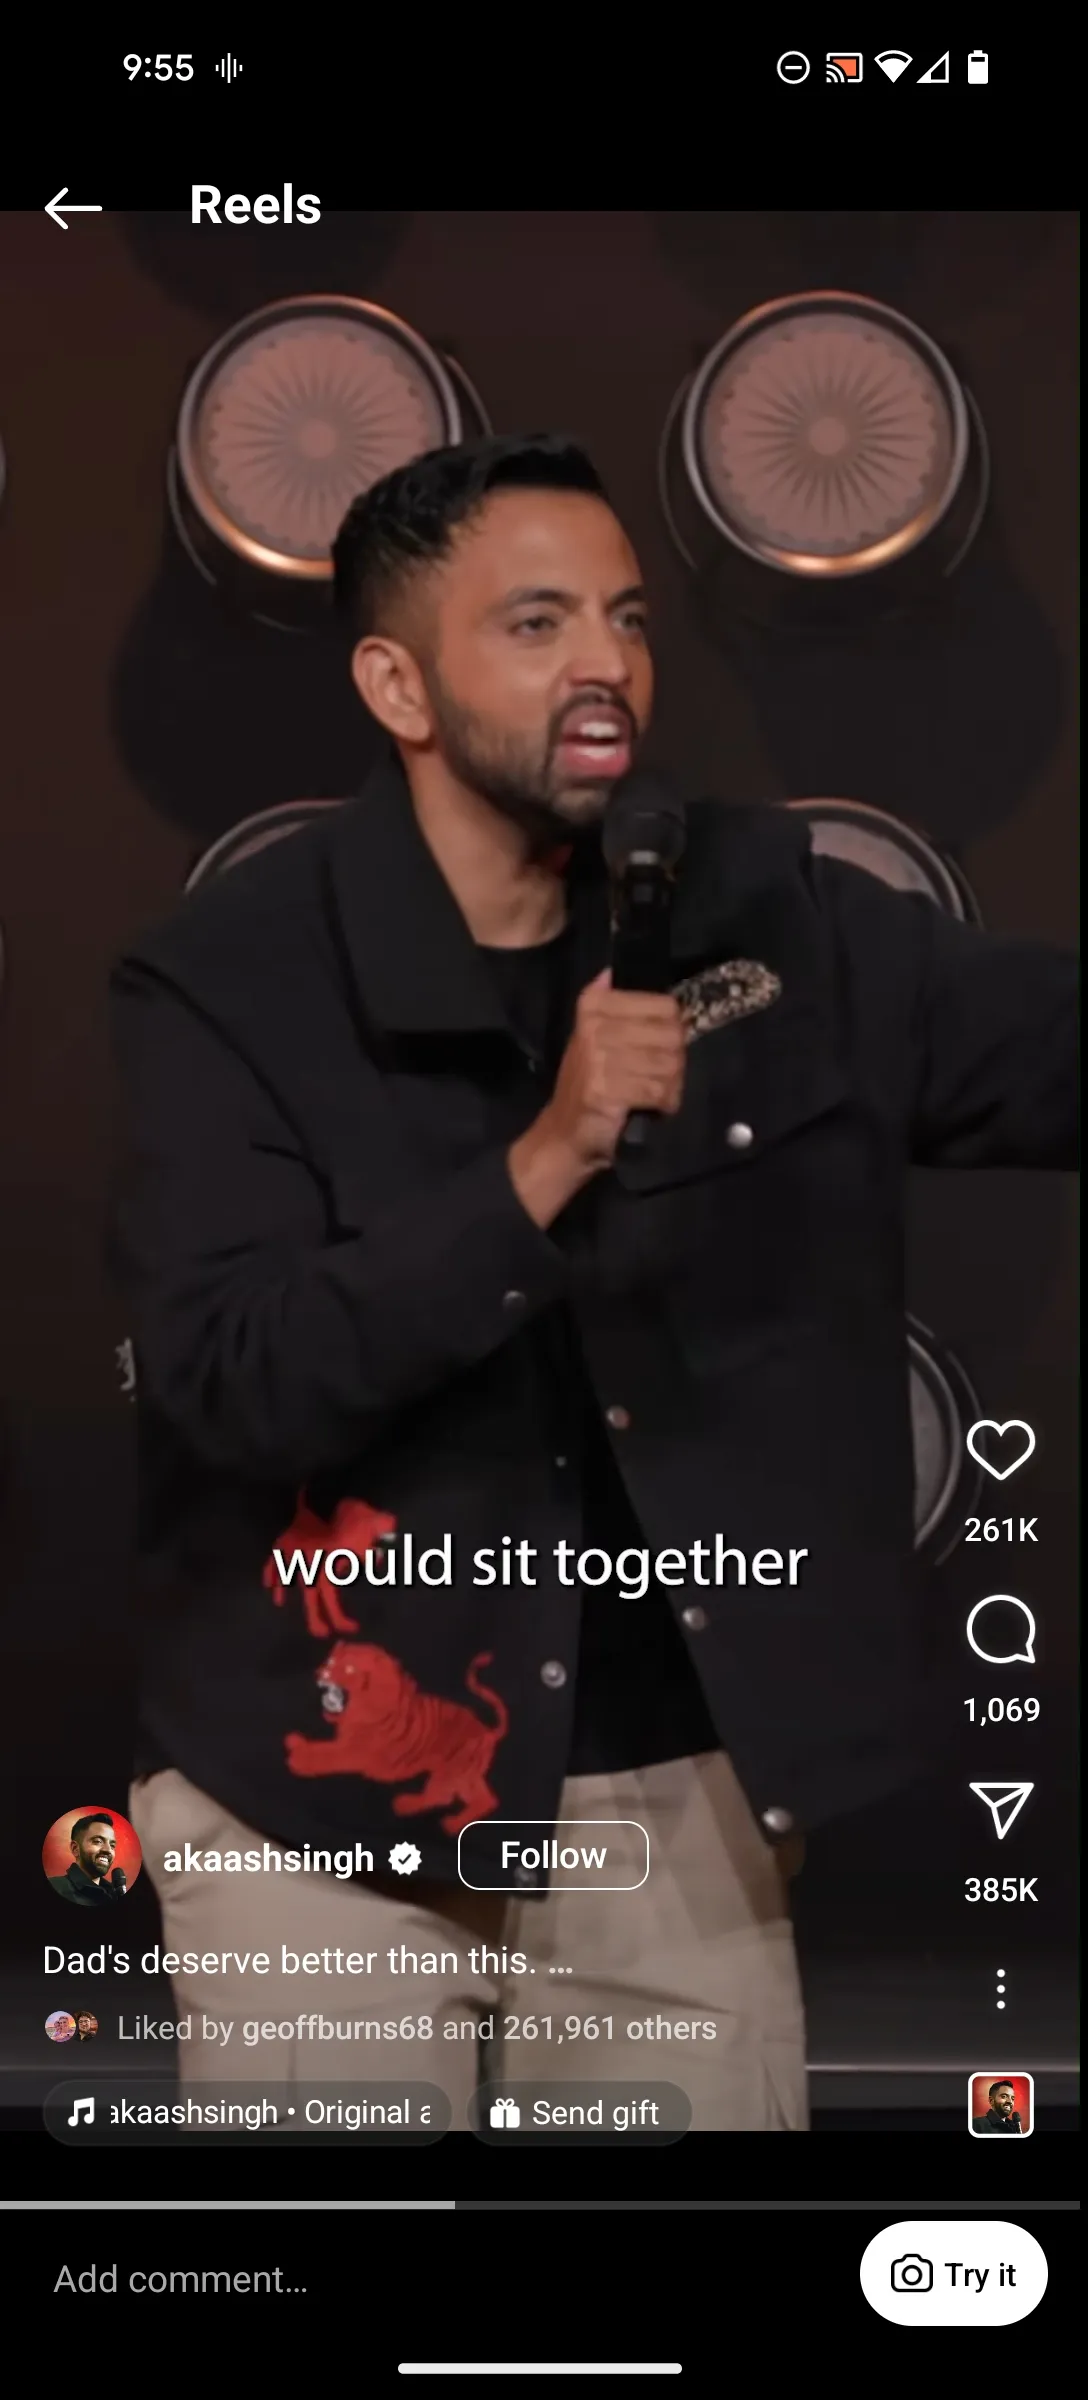 9:55
Reels
would sit together
261K
1,069
385K
akaashsingh
Follow
Dad's deserve better than this. ...
Liked by geoffburns68 and 261,961 others
akaashsingh • Original a
Send gift
Add comment...
Try it